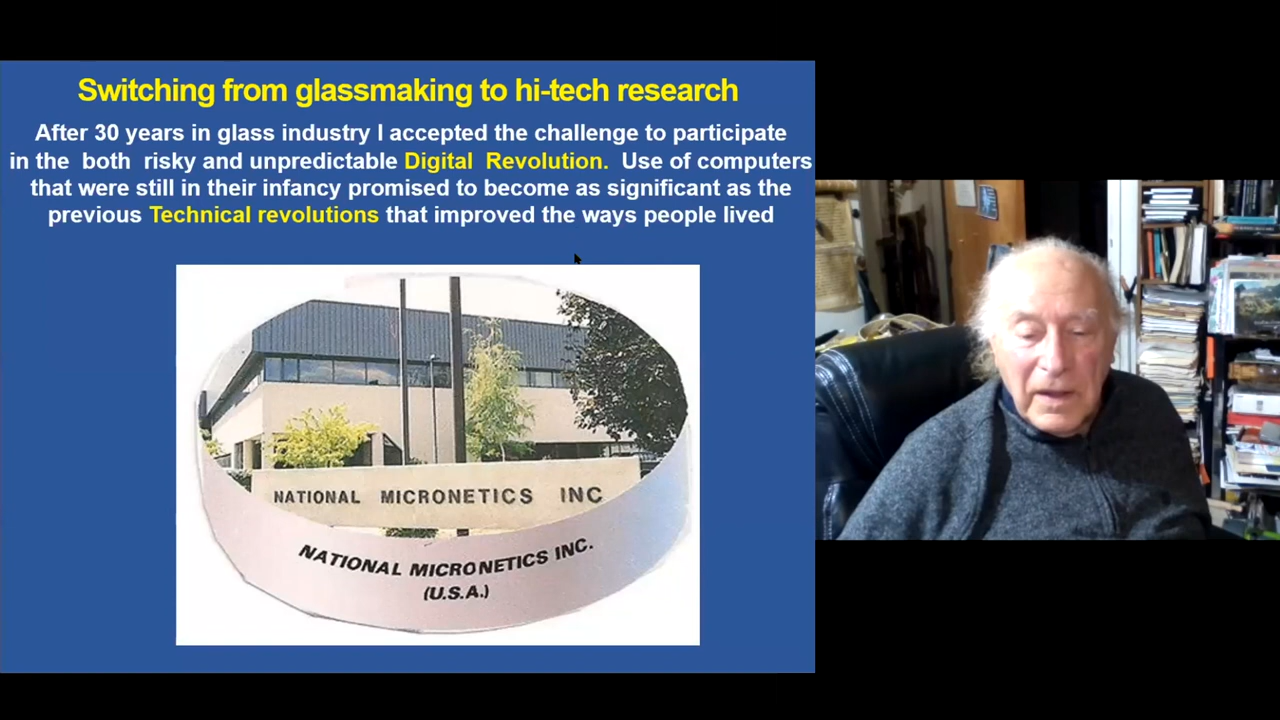 Switching from glassmaking to hi-tech research
After 30 years in glass industry I accepted the challenge to participate
in the both risky and unpredictable Digital Revolution. Use of computers
that were still in their infancy promised to become as significant as the
previous Technical revolutions that improved the ways people lived
NATIONAL MICRONETICS INC
NATIONAL MICRONETICS INC.
(U.S.A.)